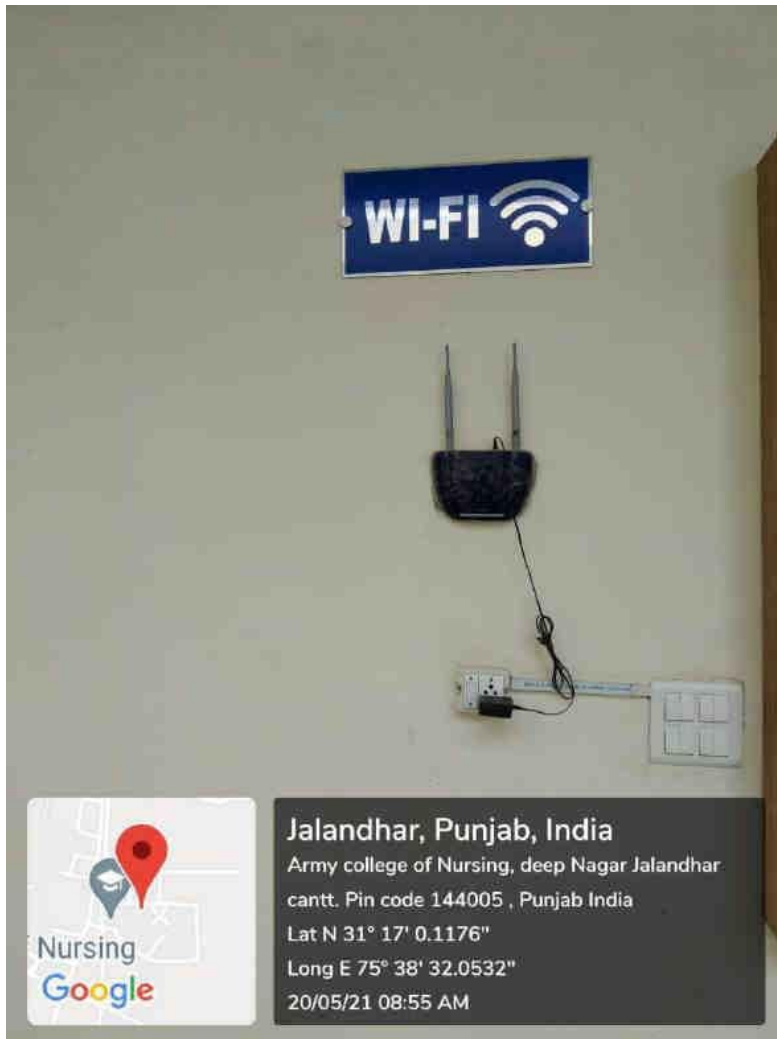 WI-FI
Nursing
Google
Jalandhar, Punjab, India
Army college of Nursing, deep Nagar Jalandhar
cantt. Pin code 144005 , Punjab India
Lat N 31° 17' 0.1176"
Long E 75° 38' 32.0532"
20/05/21 08:55 AM